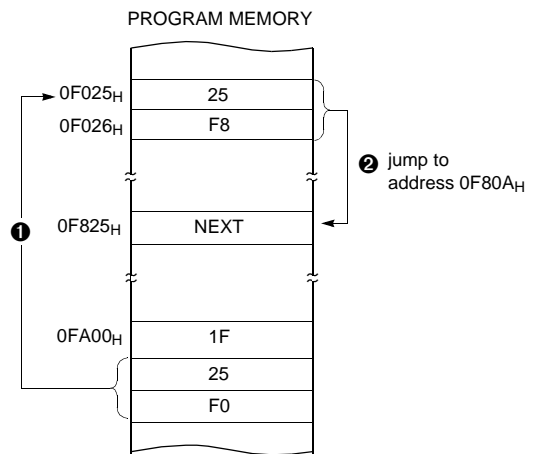 PROGRAM MEMORY
0F025H 25
0F026H F8
❷ jump to
address 0F80AH
❶ 0F825H NEXT
0FA00H 1F
25
F0